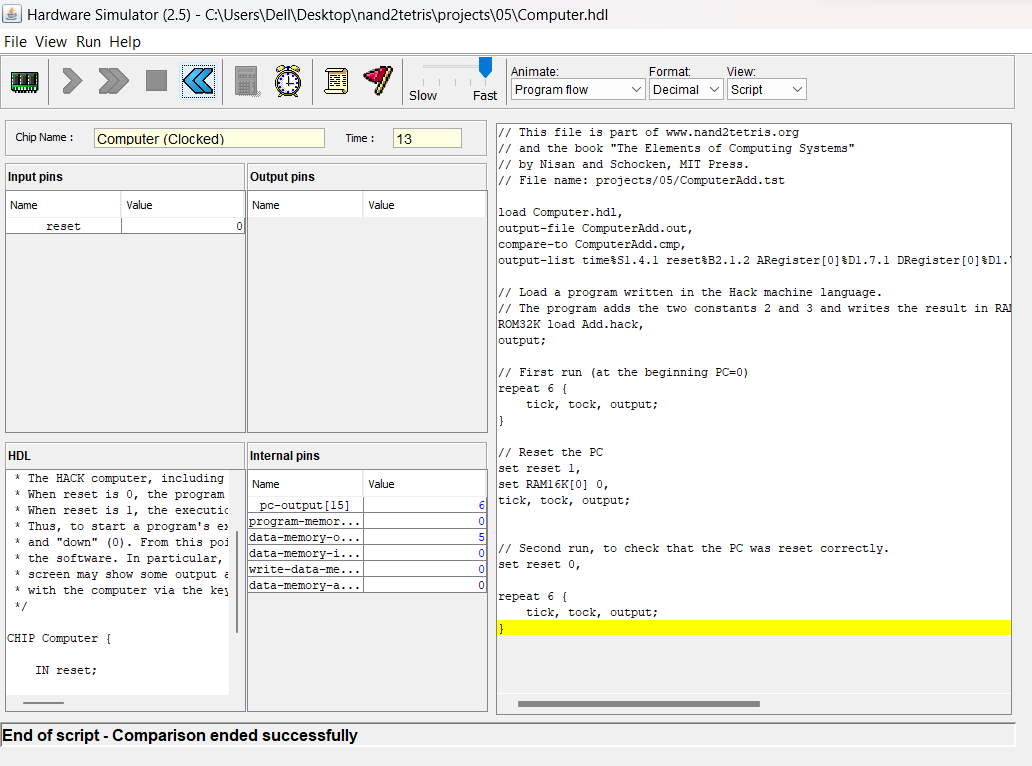 Hardware Simulator (2.5) - C:\Users\Dell\Desktop\nand2tetris\projects\05\Computer.hdl
File View Run Help
Slow Fast
Animate: Format: View:
Program flow Decimal Script
Chip Name : Computer (Clocked) Time : 13
Input pins
Name Value
reset 0
Output pins
Name Value
HDL
* The HACK computer, including
* When reset is 0, the program
* When reset is 1, the executio
* Thus, to start a program's ex
* and "down" (0). From this poi
* the software. In particular,
* screen may show some output a
* with the computer via the key
*/
CHIP Computer {
IN reset;
Internal pins
Name Value
pc-output[15] 6
program-memor... 0
data-memory-o... 5
data-memory-i... 0
write-data-me... 0
data-memory-a... 0
// This file is part of www.nand2tetris.org
// and the book "The Elements of Computing Systems"
// by Nisan and Schocken, MIT Press.
// File name: projects/05/ComputerAdd.tst
load Computer.hdl,
output-file ComputerAdd.out,
compare-to ComputerAdd.cmp,
output-list time%S1.4.1 reset%B2.1.2 ARegister[0]%D1.7.1 DRegister[0]%D1.
// Load a program written in the Hack machine language.
// The program adds the two constants 2 and 3 and writes the result in RA
ROM32K load Add.hack,
output;
// First run (at the beginning PC=0)
repeat 6 {
tick, tock, output;
}
// Reset the PC
set reset 1,
set RAM16K[0] 0,
tick, tock, output;
// Second run, to check that the PC was reset correctly.
set reset 0,
repeat 6 {
tick, tock, output;
}
End of script - Comparison ended successfully